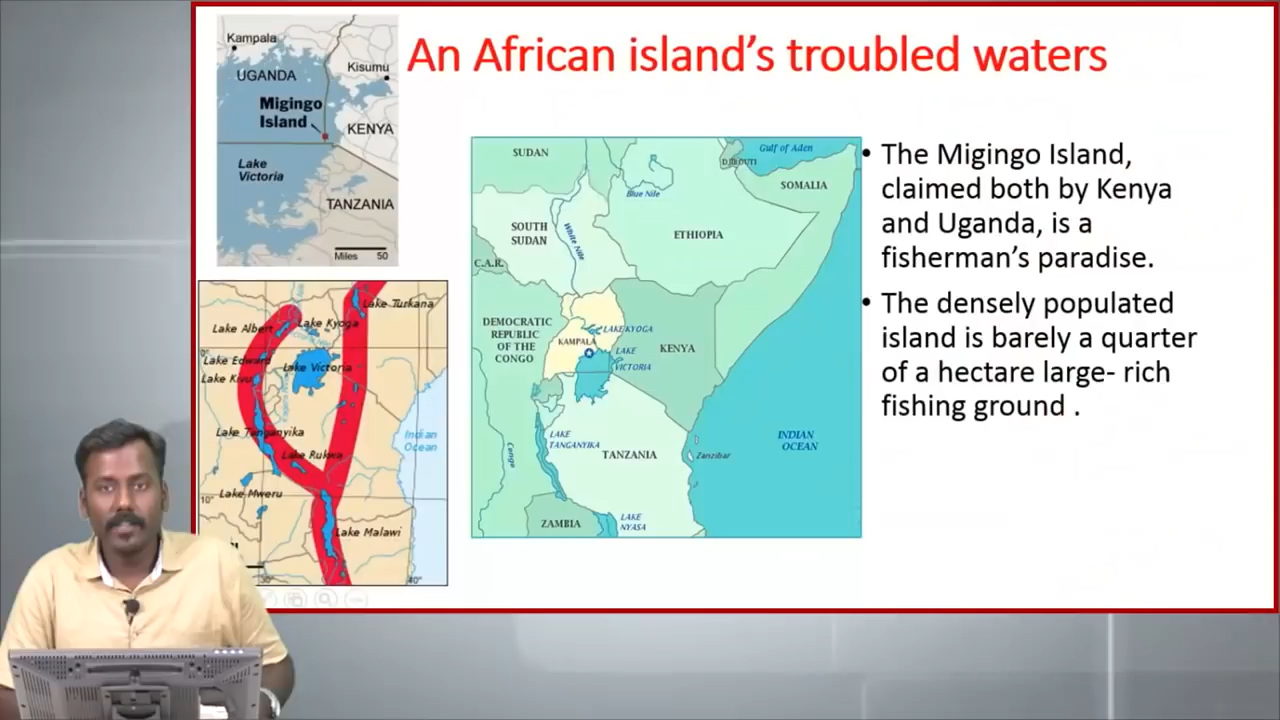 An African island's troubled waters
Kampala
UGANDA
Kisumu
Migingo
Island
KENYA
Lake
Victoria
TANZANIA
Miles 50
Lake Turkana
Lake Albert
Lake Kyoga
0°
Lake Edward
Lake Victoria
Lake Kivu
Lake Tanganyika
Indian
Ocean
Lake Rukwa
10°
Lake Mweru
Lake Malawi
30°
40°
SUDAN
DJIBOUTI
Gulf of Aden
SOMALIA
Blue Nile
SOUTH
SUDAN
White Nile
ETHIOPIA
C.A.R.
DEMOCRATIC
REPUBLIC
OF THE
CONGO
LAKE KYOGA
KAMPALA
LAKE
VICTORIA
KENYA
LAKE
TANGANYIKA
TANZANIA
INDIAN
OCEAN
Zanzibar
Congo
ZAMBIA
LAKE
NYASA
• The Migingo Island,
claimed both by Kenya
and Uganda, is a
fisherman's paradise.
• The densely populated
island is barely a quarter
of a hectare large- rich
fishing ground .